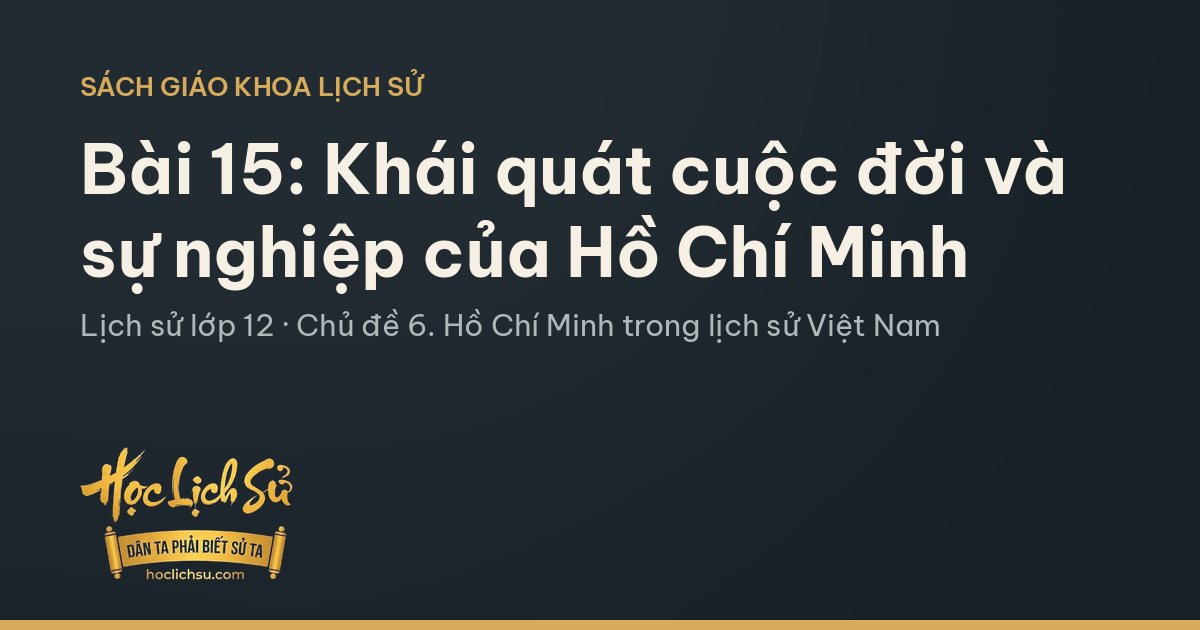 SÁCH GIÁO KHOA LỊCH SỬ
Bài 15: Khái quát cuộc đời và
sự nghiệp của Hồ Chí Minh
Lịch sử lớp 12 · Chủ đề 6. Hồ Chí Minh trong lịch sử Việt Nam
Học Lịch Sử
DÂN TA PHẢI BIẾT SỬ TA
hoclichsu.com